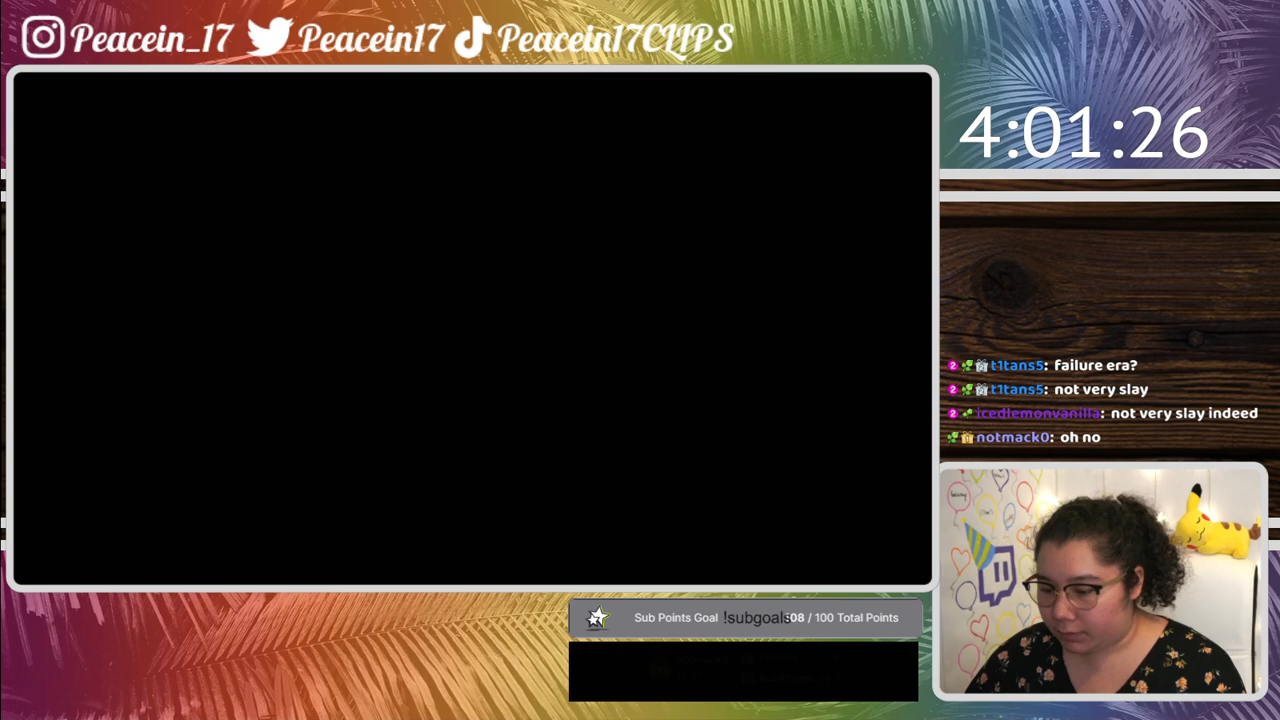 Peacein_17 Peacein17 Peacein17CLIPS
4:01:26
t1tans5: failure era?
t1tans5: not very slay
icedlemonvanilla: not very slay indeed
notmack0: oh no
Sub Points Goal !subgoals 08 / 100 Total Points